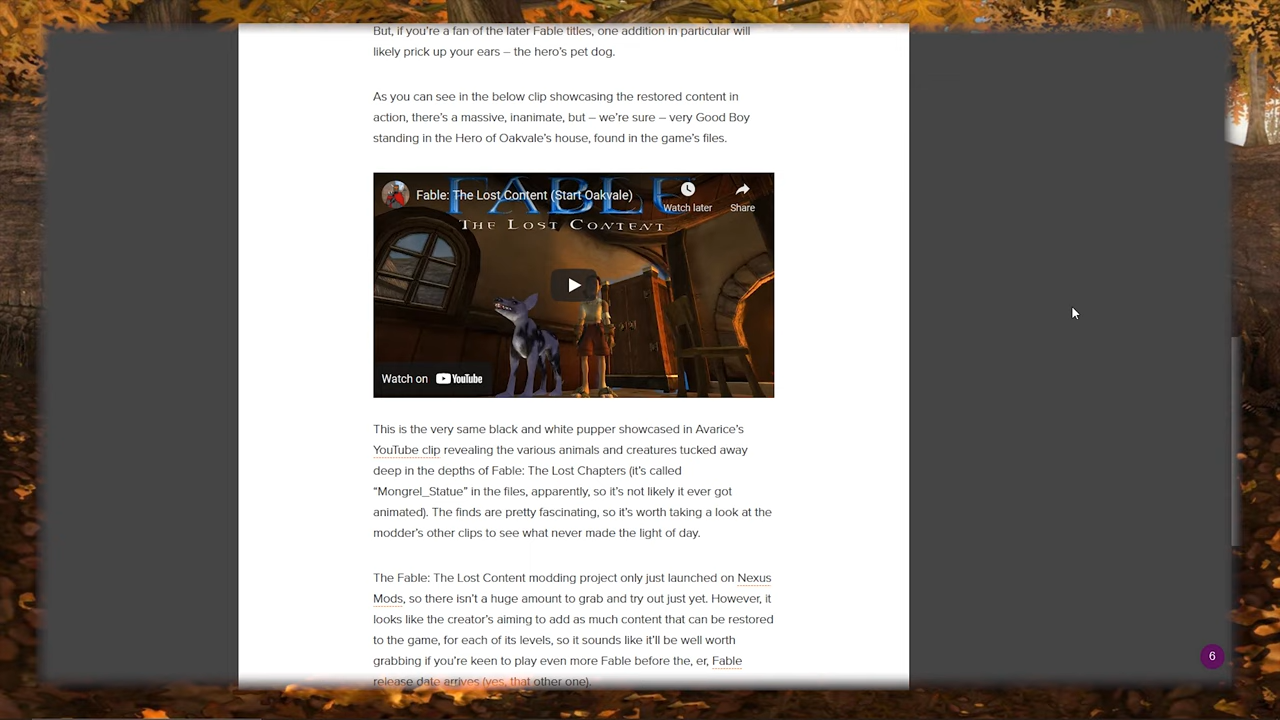 But, if you're a fan of the later Fable titles, one addition in particular will
likely prick up your ears – the hero's pet dog.
As you can see in the below clip showcasing the restored content in
action, there's a massive, inanimate, but – we're sure – very Good Boy
standing in the Hero of Oakvale's house, found in the game's files.
Fable: The Lost Content (Start Oakvale)
Watch later
Share
FABLE
THE LOST CONTENT
Watch on YouTube
This is the very same black and white pupper showcased in Avarice's
YouTube clip revealing the various animals and creatures tucked away
deep in the depths of Fable: The Lost Chapters (it's called
“Mongrel_Statue” in the files, apparently, so it's not likely it ever got
animated). The finds are pretty fascinating, so it's worth taking a look at the
modder's other clips to see what never made the light of day.
The Fable: The Lost Content modding project only just launched on Nexus
Mods, so there isn't a huge amount to grab and try out just yet. However, it
looks like the creator's aiming to add as much content that can be restored
to the game, for each of its levels, so it sounds like it'll be well worth
grabbing if you're keen to play even more Fable before the, er, Fable
release date arrives (yes, that other one).
6